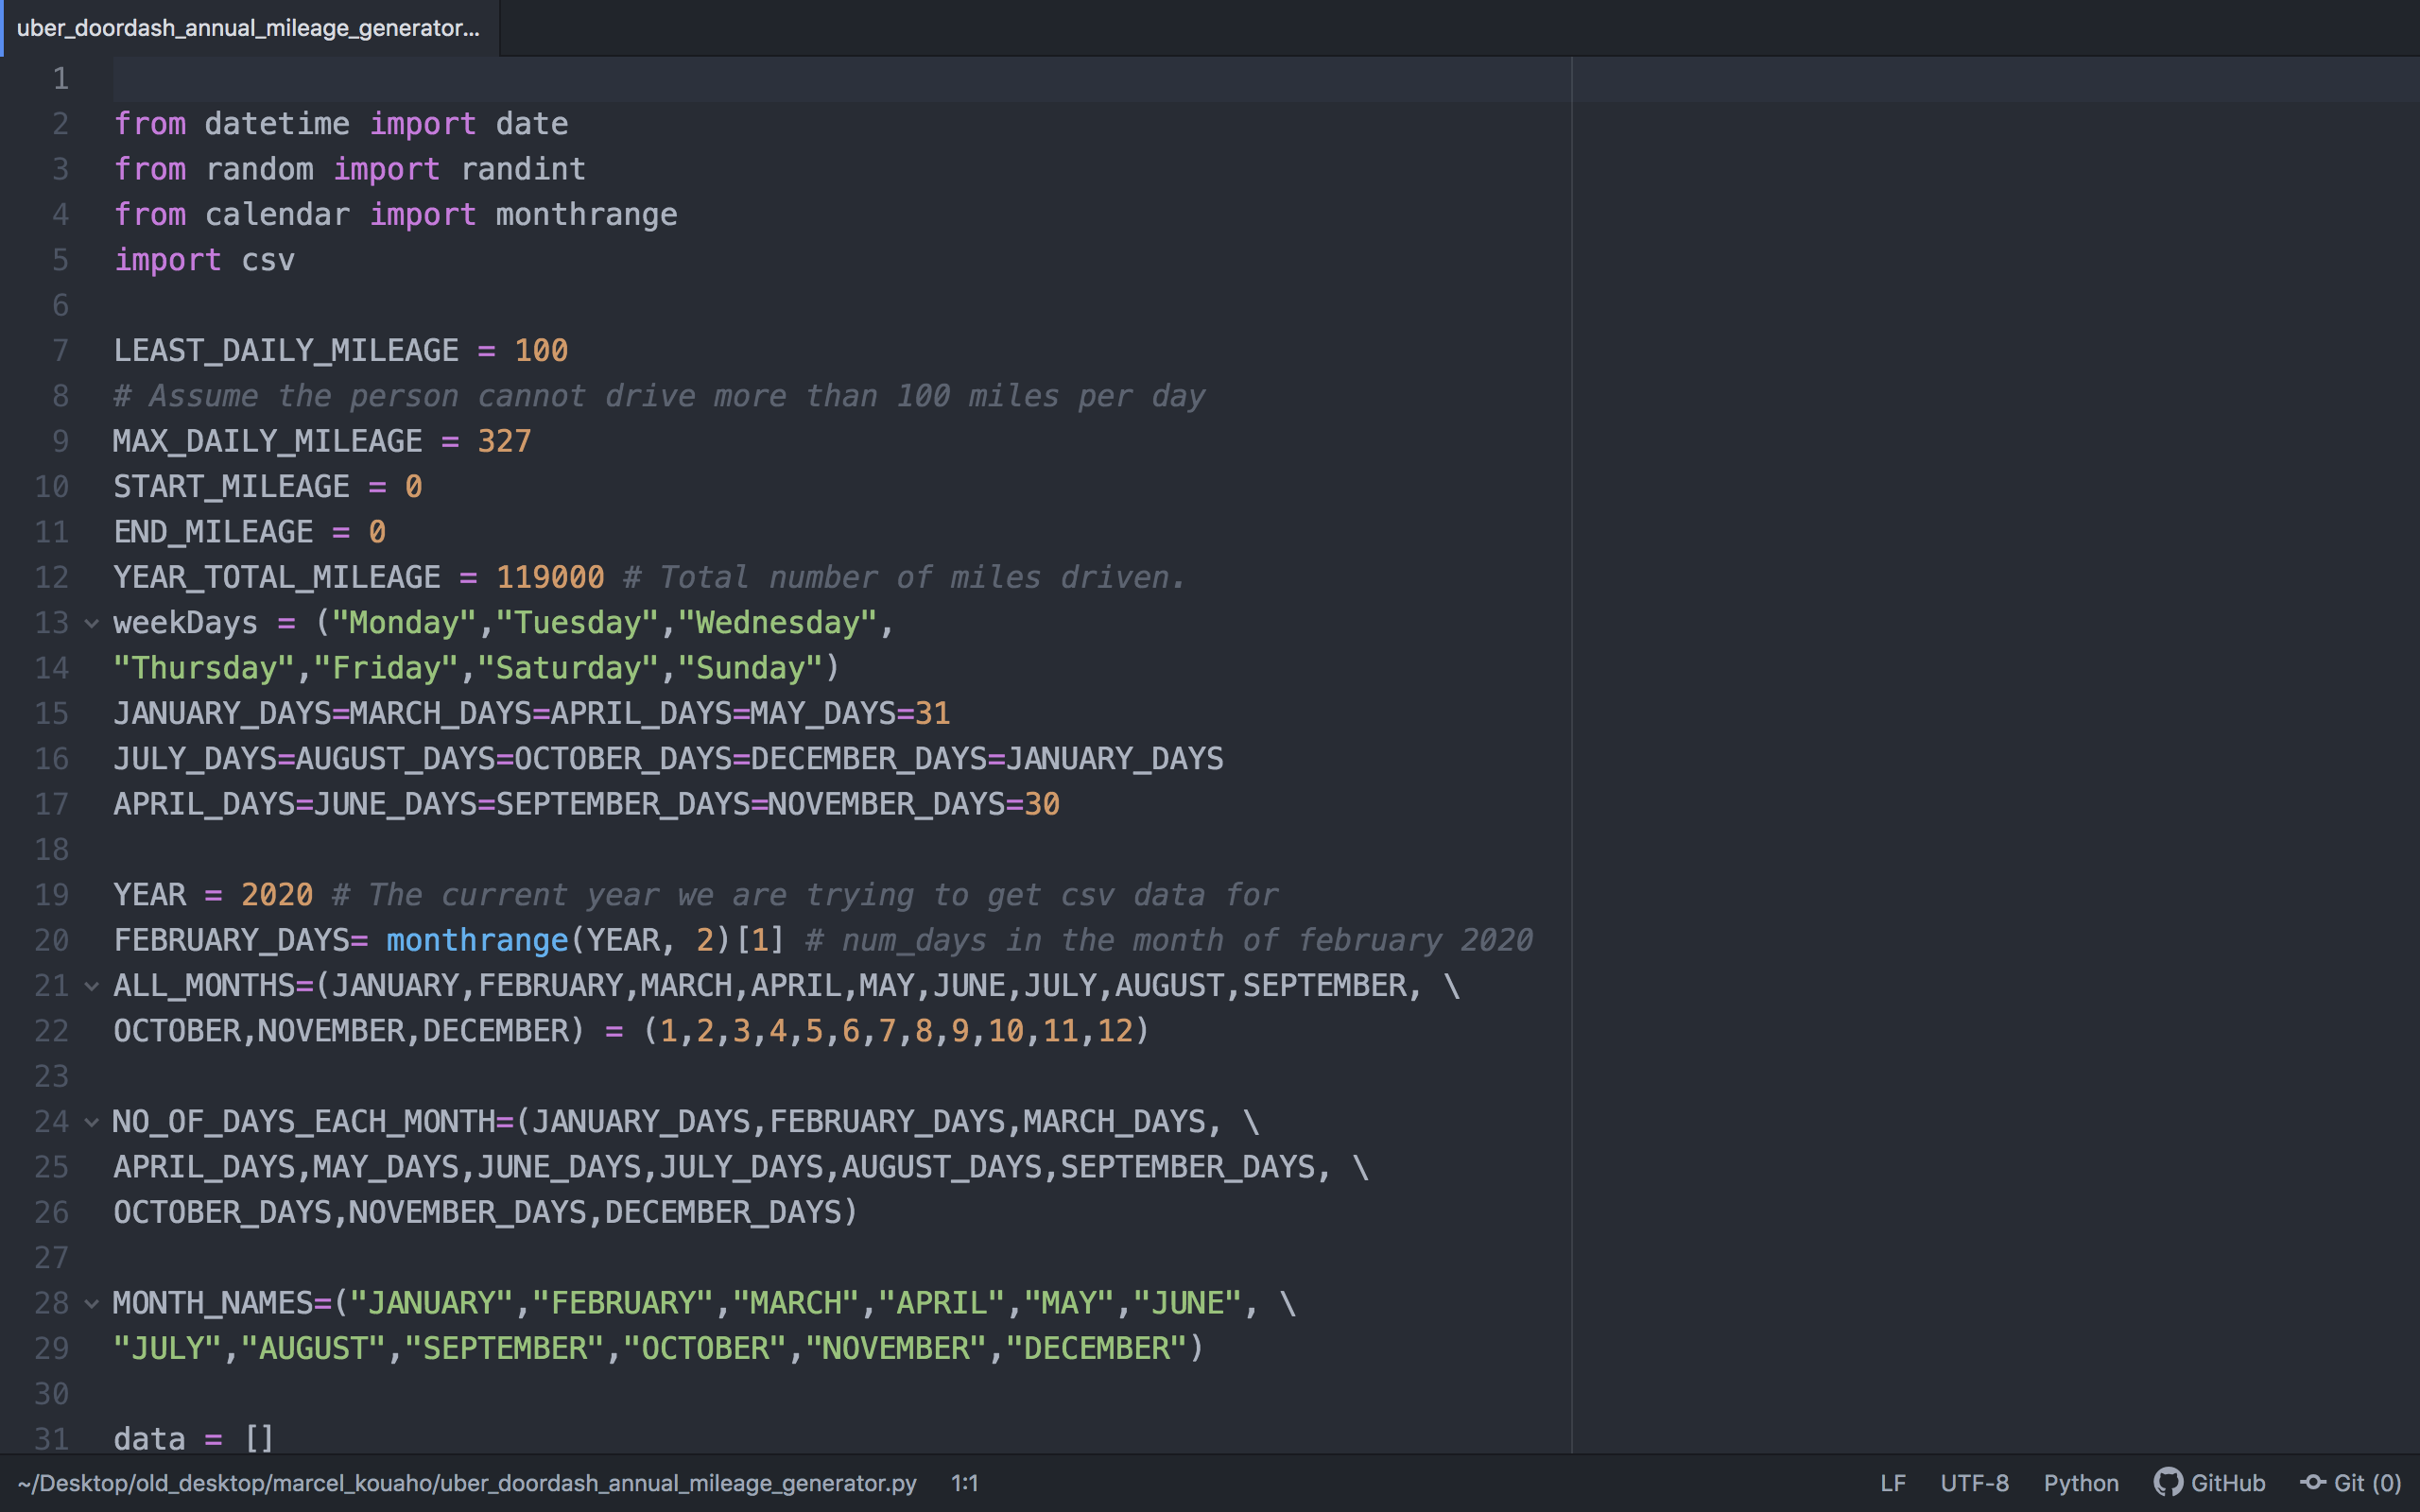 uber_doordash_annual_mileage_generator...
1
2 from datetime import date
3 from random import randint
4 from calendar import monthrange
5 import csv
6
7 LEAST_DAILY_MILEAGE = 100
8 # Assume the person cannot drive more than 100 miles per day
9 MAX_DAILY_MILEAGE = 327
10 START_MILEAGE = 0
11 END_MILEAGE = 0
12 YEAR_TOTAL_MILEAGE = 119000 # Total number of miles driven.
13 weekDays = ("Monday","Tuesday","Wednesday",
14 "Thursday","Friday","Saturday","Sunday")
15 JANUARY_DAYS=MARCH_DAYS=APRIL_DAYS=MAY_DAYS=31
16 JULY_DAYS=AUGUST_DAYS=OCTOBER_DAYS=DECEMBER_DAYS=JANUARY_DAYS
17 APRIL_DAYS=JUNE_DAYS=SEPTEMBER_DAYS=NOVEMBER_DAYS=30
18
19 YEAR = 2020 # The current year we are trying to get csv data for
20 FEBRUARY_DAYS= monthrange(YEAR, 2)[1] # num_days in the month of february 2020
21 ALL_MONTHS=(JANUARY,FEBRUARY,MARCH,APRIL,MAY,JUNE,JULY,AUGUST,SEPTEMBER, \
22 OCTOBER,NOVEMBER,DECEMBER) = (1,2,3,4,5,6,7,8,9,10,11,12)
23
24 NO_OF_DAYS_EACH_MONTH=(JANUARY_DAYS,FEBRUARY_DAYS,MARCH_DAYS, \
25 APRIL_DAYS,MAY_DAYS,JUNE_DAYS,JULY_DAYS,AUGUST_DAYS,SEPTEMBER_DAYS, \
26 OCTOBER_DAYS,NOVEMBER_DAYS,DECEMBER_DAYS)
27
28 MONTH_NAMES=("JANUARY","FEBRUARY","MARCH","APRIL","MAY","JUNE", \
29 "JULY","AUGUST","SEPTEMBER","OCTOBER","NOVEMBER","DECEMBER")
30
31 data = []
~/Desktop/old_desktop/marcel_kouaho/uber_doordash_annual_mileage_generator.py 1:1 LF UTF-8 Python GitHub Git (0)